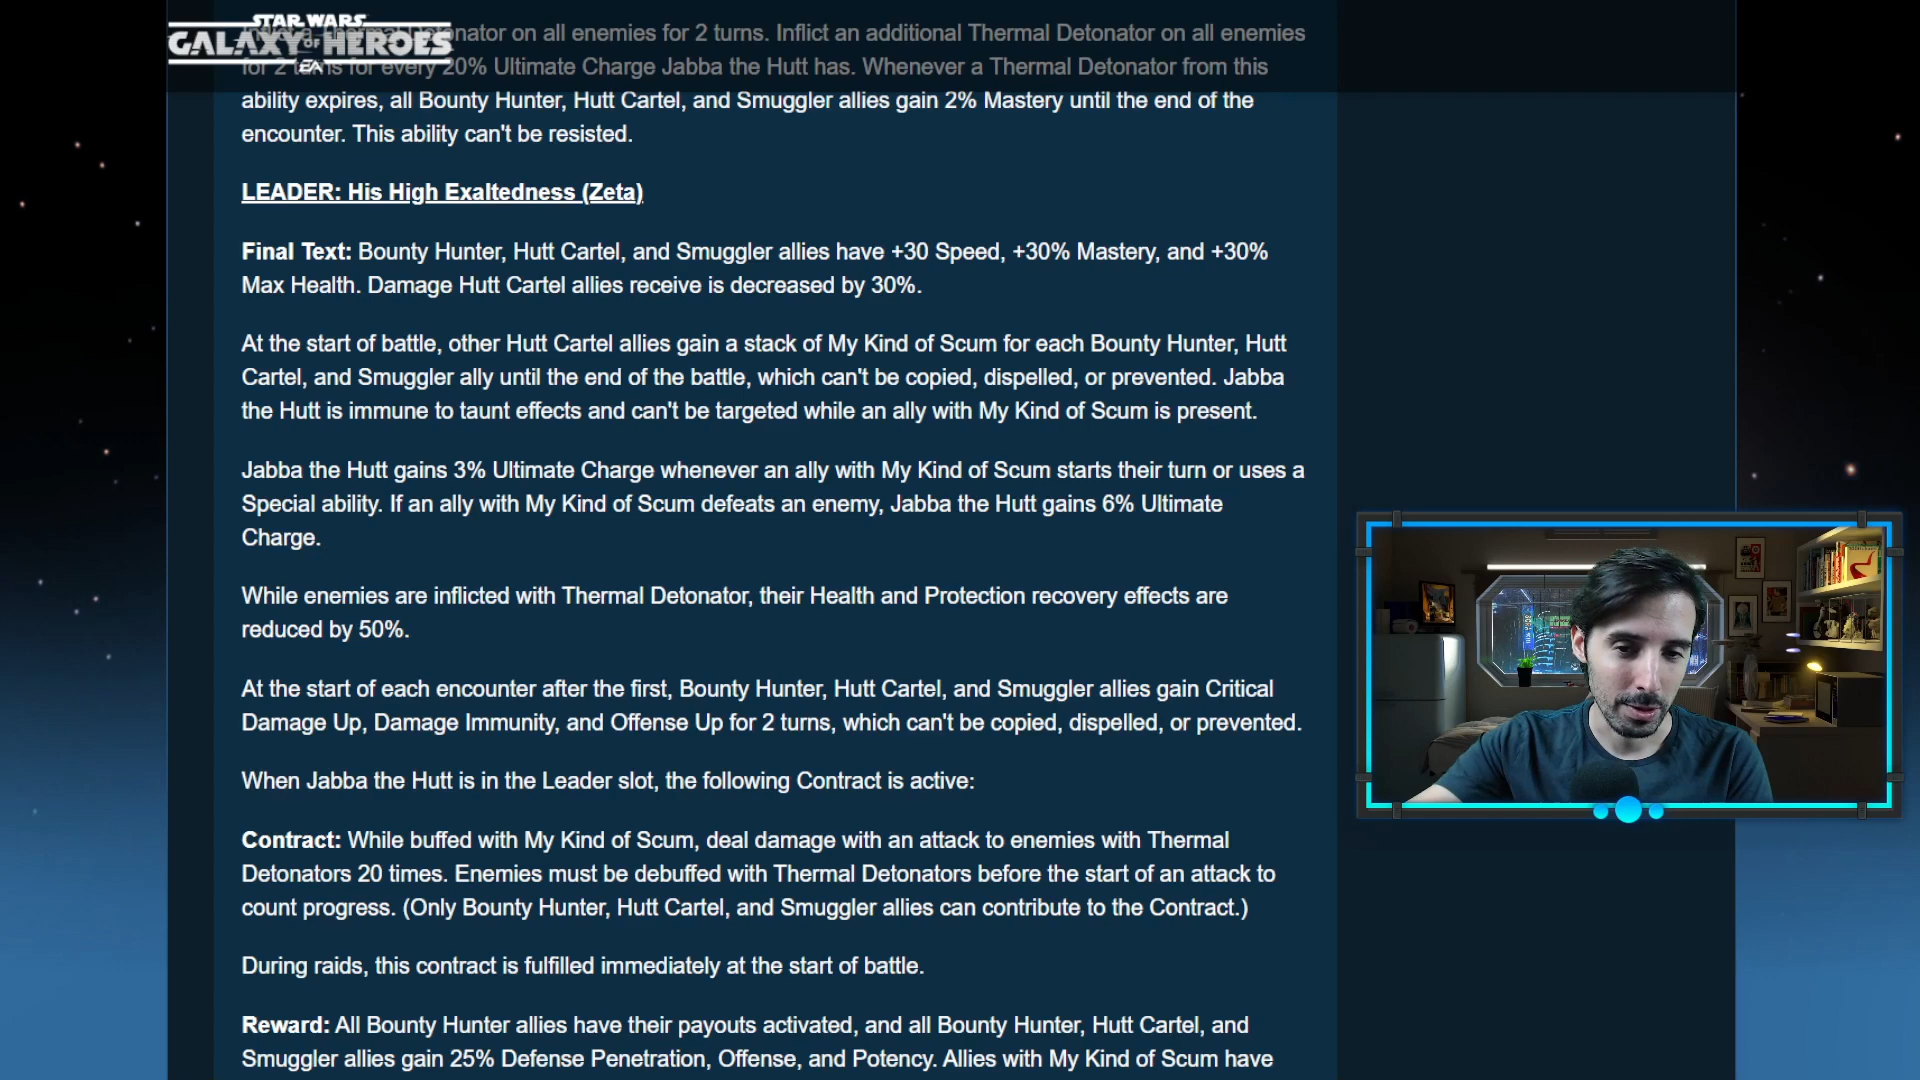 STAR WARS
GALAXY OF HEROES
EA
Inflict a Thermal Detonator on all enemies for 2 turns. Inflict an additional Thermal Detonator on all enemies
for 2 turns for every 20% Ultimate Charge Jabba the Hutt has. Whenever a Thermal Detonator from this
ability expires, all Bounty Hunter, Hutt Cartel, and Smuggler allies gain 2% Mastery until the end of the
encounter. This ability can't be resisted.
LEADER: His High Exaltedness (Zeta)
Final Text: Bounty Hunter, Hutt Cartel, and Smuggler allies have +30 Speed, +30% Mastery, and +30%
Max Health. Damage Hutt Cartel allies receive is decreased by 30%.
At the start of battle, other Hutt Cartel allies gain a stack of My Kind of Scum for each Bounty Hunter, Hutt
Cartel, and Smuggler ally until the end of the battle, which can't be copied, dispelled, or prevented. Jabba
the Hutt is immune to taunt effects and can't be targeted while an ally with My Kind of Scum is present.
Jabba the Hutt gains 3% Ultimate Charge whenever an ally with My Kind of Scum starts their turn or uses a
Special ability. If an ally with My Kind of Scum defeats an enemy, Jabba the Hutt gains 6% Ultimate
Charge.
While enemies are inflicted with Thermal Detonator, their Health and Protection recovery effects are
reduced by 50%.
At the start of each encounter after the first, Bounty Hunter, Hutt Cartel, and Smuggler allies gain Critical
Damage Up, Damage Immunity, and Offense Up for 2 turns, which can't be copied, dispelled, or prevented.
When Jabba the Hutt is in the Leader slot, the following Contract is active:
Contract: While buffed with My Kind of Scum, deal damage with an attack to enemies with Thermal
Detonators 20 times. Enemies must be debuffed with Thermal Detonators before the start of an attack to
count progress. (Only Bounty Hunter, Hutt Cartel, and Smuggler allies can contribute to the Contract.)
During raids, this contract is fulfilled immediately at the start of battle.
Reward: All Bounty Hunter allies have their payouts activated, and all Bounty Hunter, Hutt Cartel, and
Smuggler allies gain 25% Defense Penetration, Offense, and Potency. Allies with My Kind of Scum have